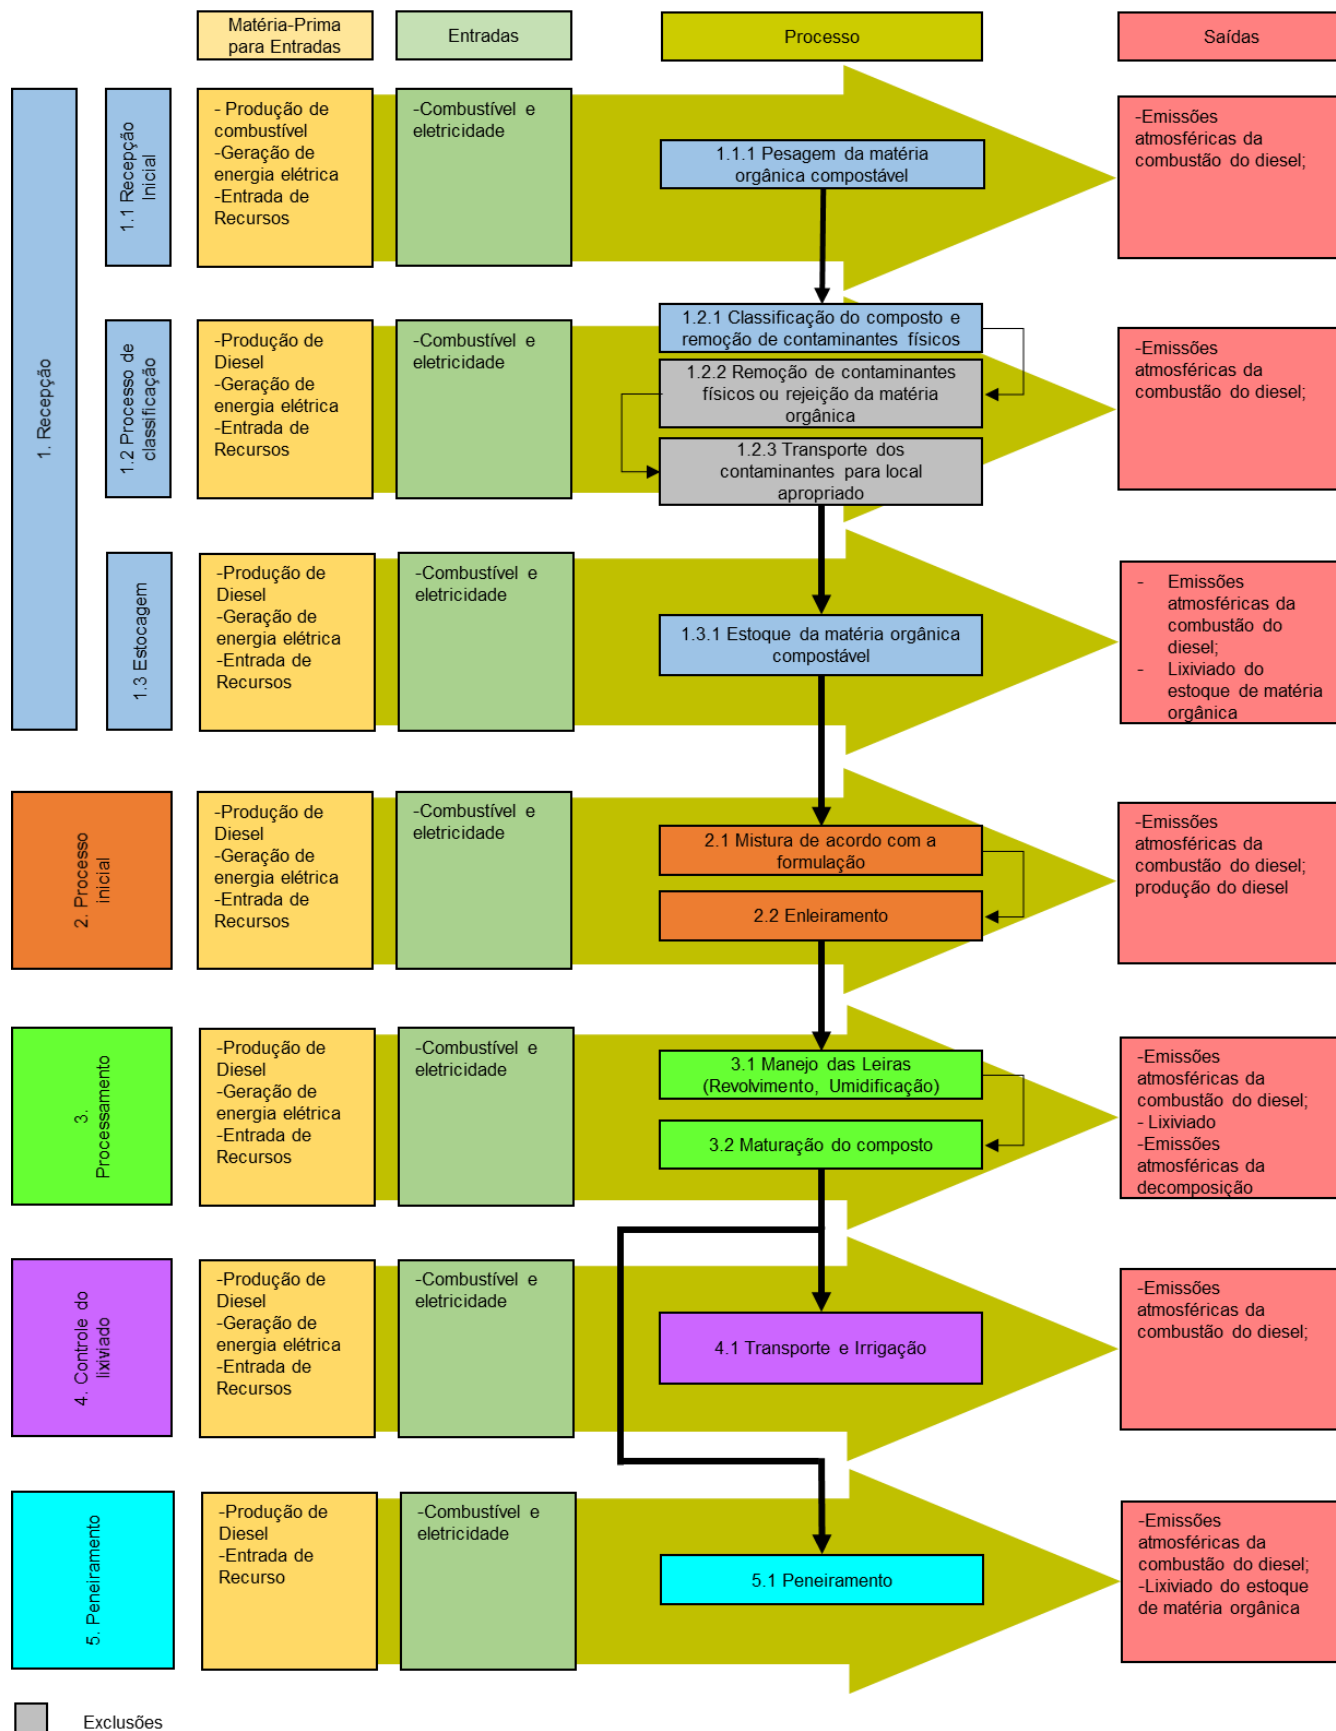 Matéria-Prima
para Entradas
Entradas
Processo
Saídas
1. Recepção
1.1 Recepção
Inicial
- Produção de
combustível
-Geração de
energia elétrica
-Entrada de
Recursos
-Combustível e
eletricidade
1.1.1 Pesagem da matéria
orgânica compostável
-Emissões
atmosféricas da
combustão do diesel;
1.2 Processo de
classificação
-Produção de
Diesel
-Geração de
energia elétrica
-Entrada de
Recursos
-Combustível e
eletricidade
1.2.1 Classificação do composto e
remoção de contaminantes físicos
1.2.2 Remoção de contaminantes
físicos ou rejeição da matéria
orgânica
1.2.3 Transporte dos
contaminantes para local
apropriado
-Emissões
atmosféricas da
combustão do diesel;
1.3 Estocagem
-Produção de
Diesel
-Geração de
energia elétrica
-Entrada de
Recursos
-Combustível e
eletricidade
1.3.1 Estoque da matéria orgânica
compostável
- Emissões
atmosféricas da
combustão do
diesel;
- Lixiviado do
estoque de matéria
orgânica
2. Processo
inicial
-Produção de
Diesel
-Geração de
energia elétrica
-Entrada de
Recursos
-Combustível e
eletricidade
2.1 Mistura de acordo com a
formulação
2.2 Enleiramento
-Emissões
atmosféricas da
combustão do diesel;
produção do diesel
3.
Processamento
-Produção de
Diesel
-Geração de
energia elétrica
-Entrada de
Recursos
-Combustível e
eletricidade
3.1 Manejo das Leiras
(Revolvimento, Umidificação)
3.2 Maturação do composto
-Emissões
atmosféricas da
combustão do diesel;
- Lixiviado
-Emissões
atmosféricas da
decomposição
4. Controle do
lixiviado
-Produção de
Diesel
-Geração de
energia elétrica
-Entrada de
Recursos
-Combustível e
eletricidade
4.1 Transporte e Irrigação
-Emissões
atmosféricas da
combustão do diesel;
5. Peneiramento
-Produção de
Diesel
-Entrada de
Recurso
-Combustível e
eletricidade
5.1 Peneiramento
-Emissões
atmosféricas da
combustão do diesel;
-Lixiviado do estoque
de matéria orgânica
Exclusões